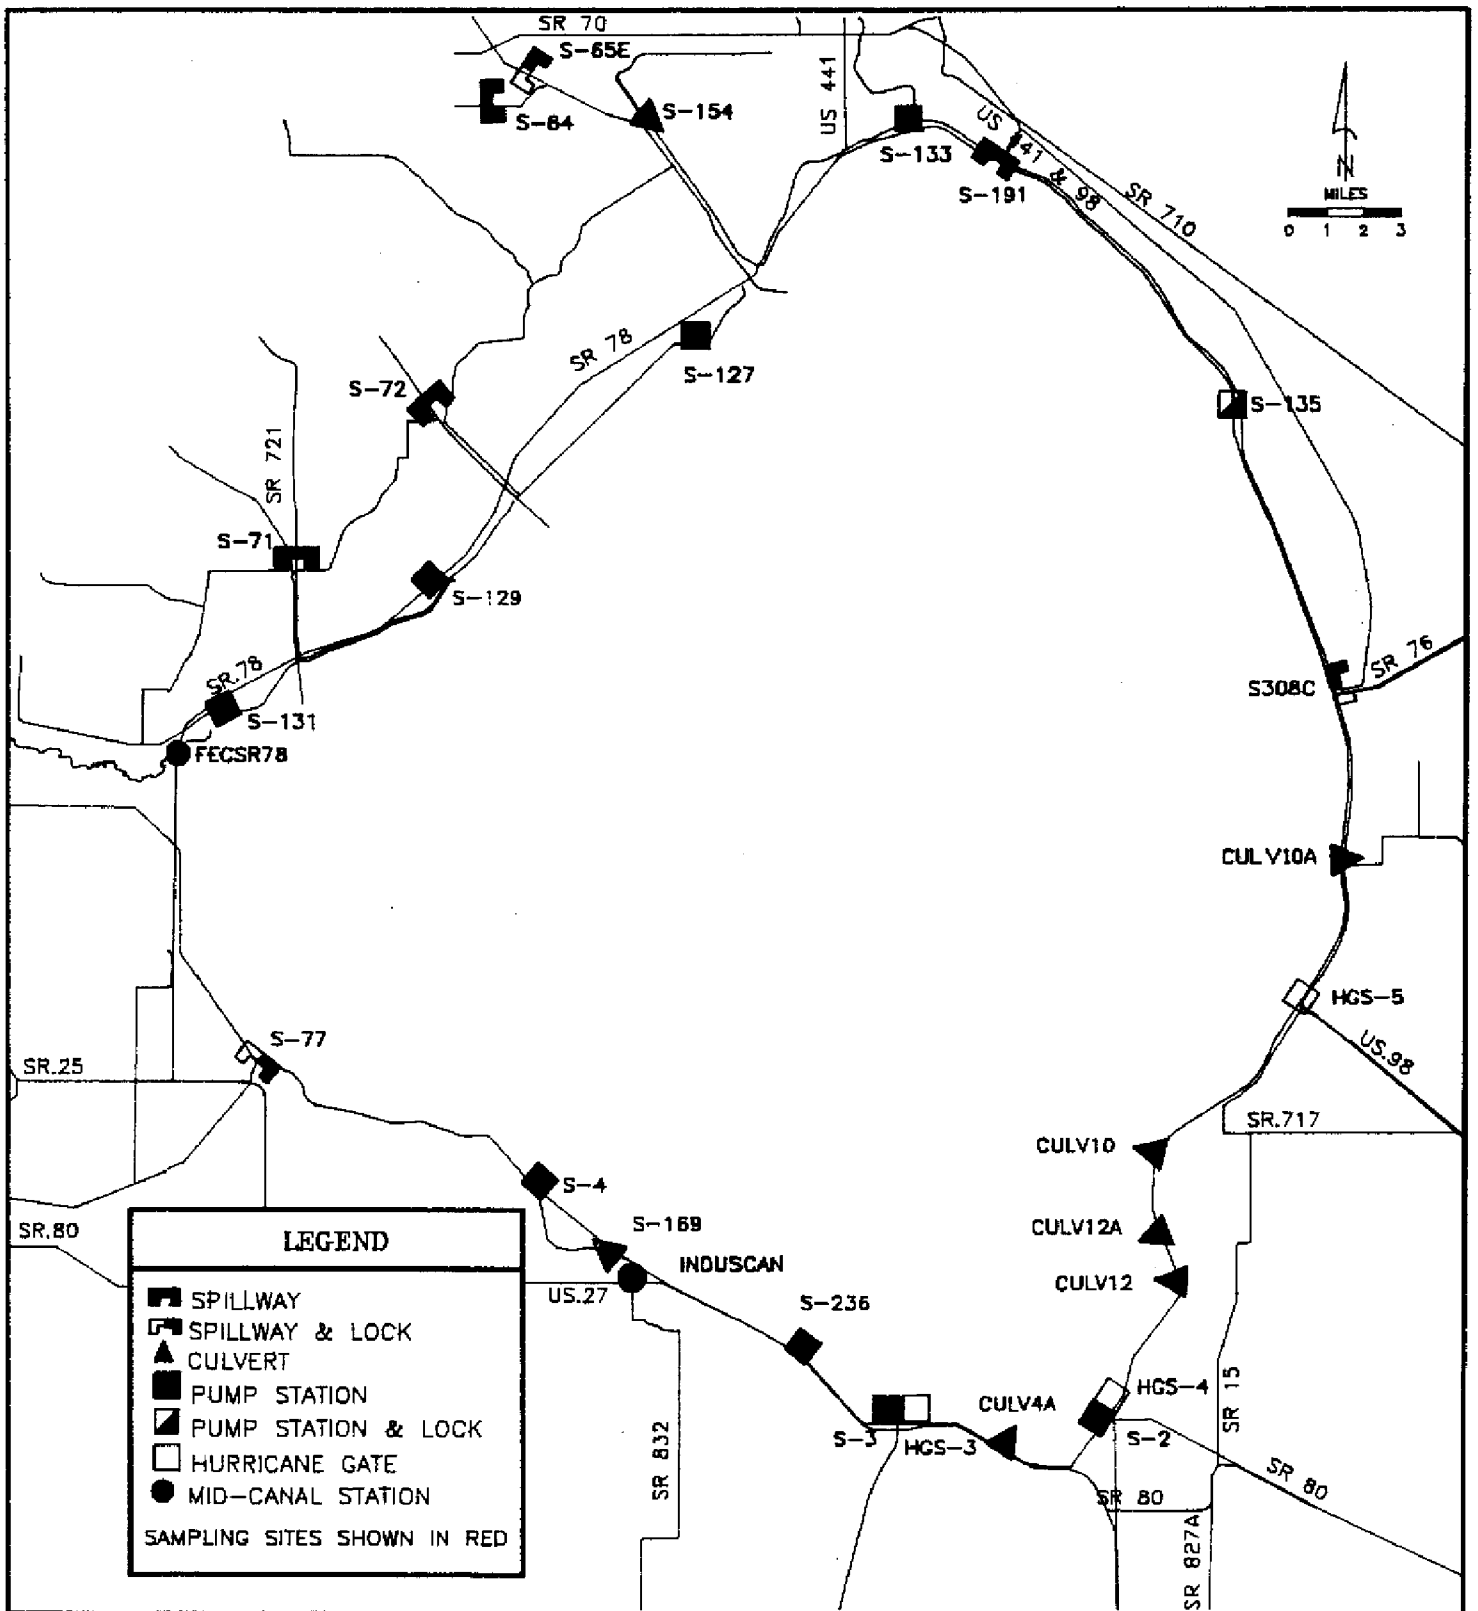 SR 70
S-65E
S-84
S-154
US 441
S-133
US 441 & 98
S-191
SR 710
N
MILES
0 1 2 3
SR 78
S-127
S-72
S-135
SR 721
S-71
S-129
SR 76
S308C
SR.78
S-131
FECSR78
CULV10A
HGS-5
US.98
S-77
SR.25
SR.717
CULV10
S-4
CULV12A
SR.80
S-169
INDUSCAN
US.27
CULV12
S-236
HGS-4
CULV4A
S-2
SR 15
S-3
HGS-3
SR 832
SR 80
SR 80
SR 827A
LEGEND
SPILLWAY
SPILLWAY & LOCK
CULVERT
PUMP STATION
PUMP STATION & LOCK
HURRICANE GATE
MID-CANAL STATION
SAMPLING SITES SHOWN IN RED